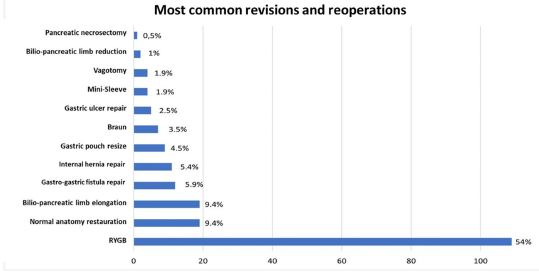 Most common revisions and reoperations
Pancreatic necrosectomy 0,5%
Bilio-pancreatic limb reduction 1%
Vagotomy 1.9%
Mini-Sleeve 1.9%
Gastric ulcer repair 2.5%
Braun 3.5%
Gastric pouch resize 4.5%
Internal hernia repair 5.4%
Gastro-gastric fistula repair 5.9%
Bilio-pancreatic limb elongation 9.4%
Normal anatomy restauration 9.4%
RYGB 54%
0 20 40 60 80 100